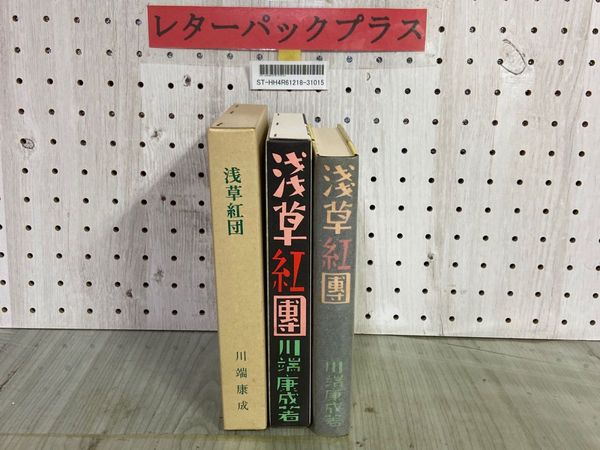 レターパックプラス
ST-HH4R61218-31015
浅草紅団
川端康成
浅草紅團
川端康成著
浅草紅團
川端康成著